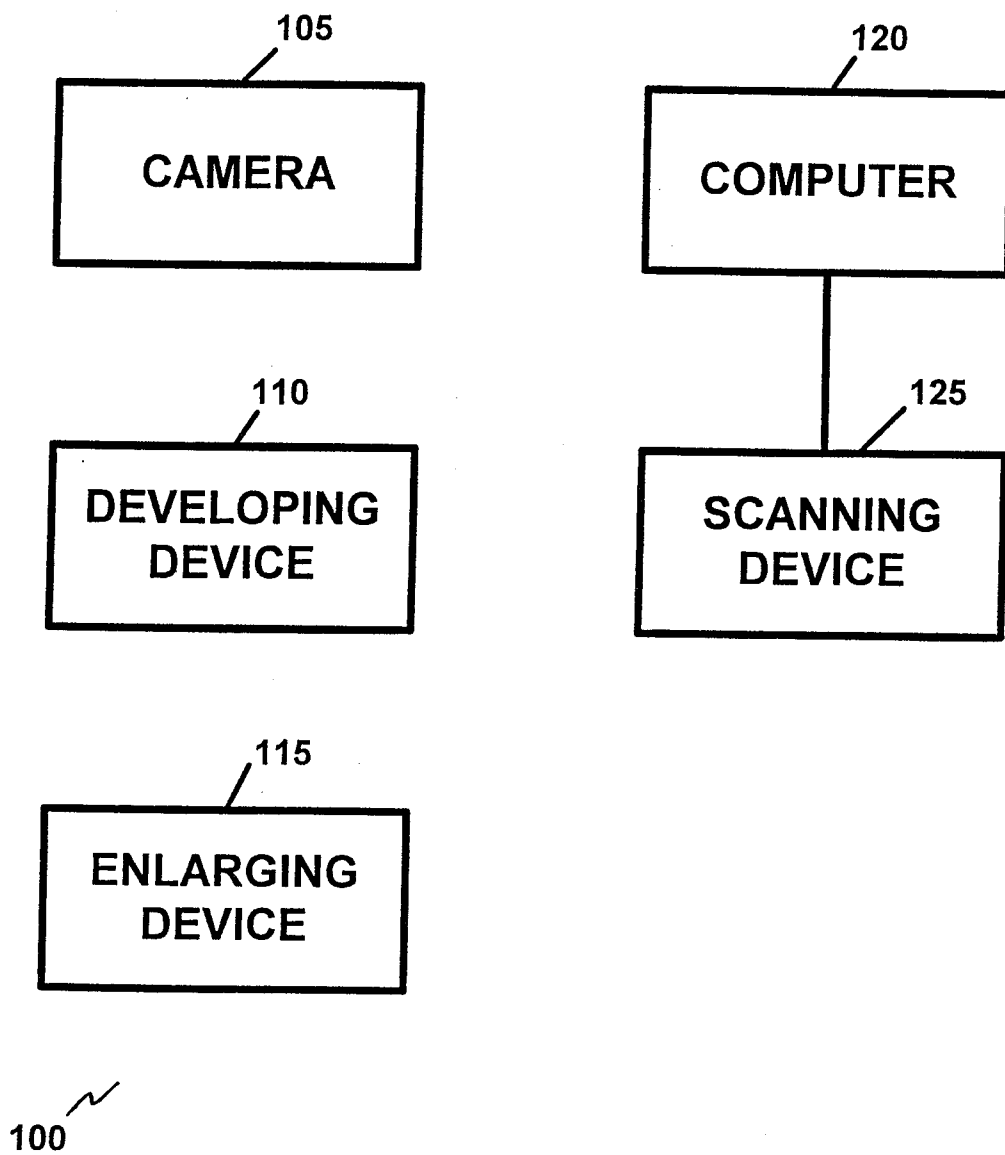 105
CAMERA
120
COMPUTER
110
DEVELOPING
DEVICE
125
SCANNING
DEVICE
115
ENLARGING
DEVICE
100